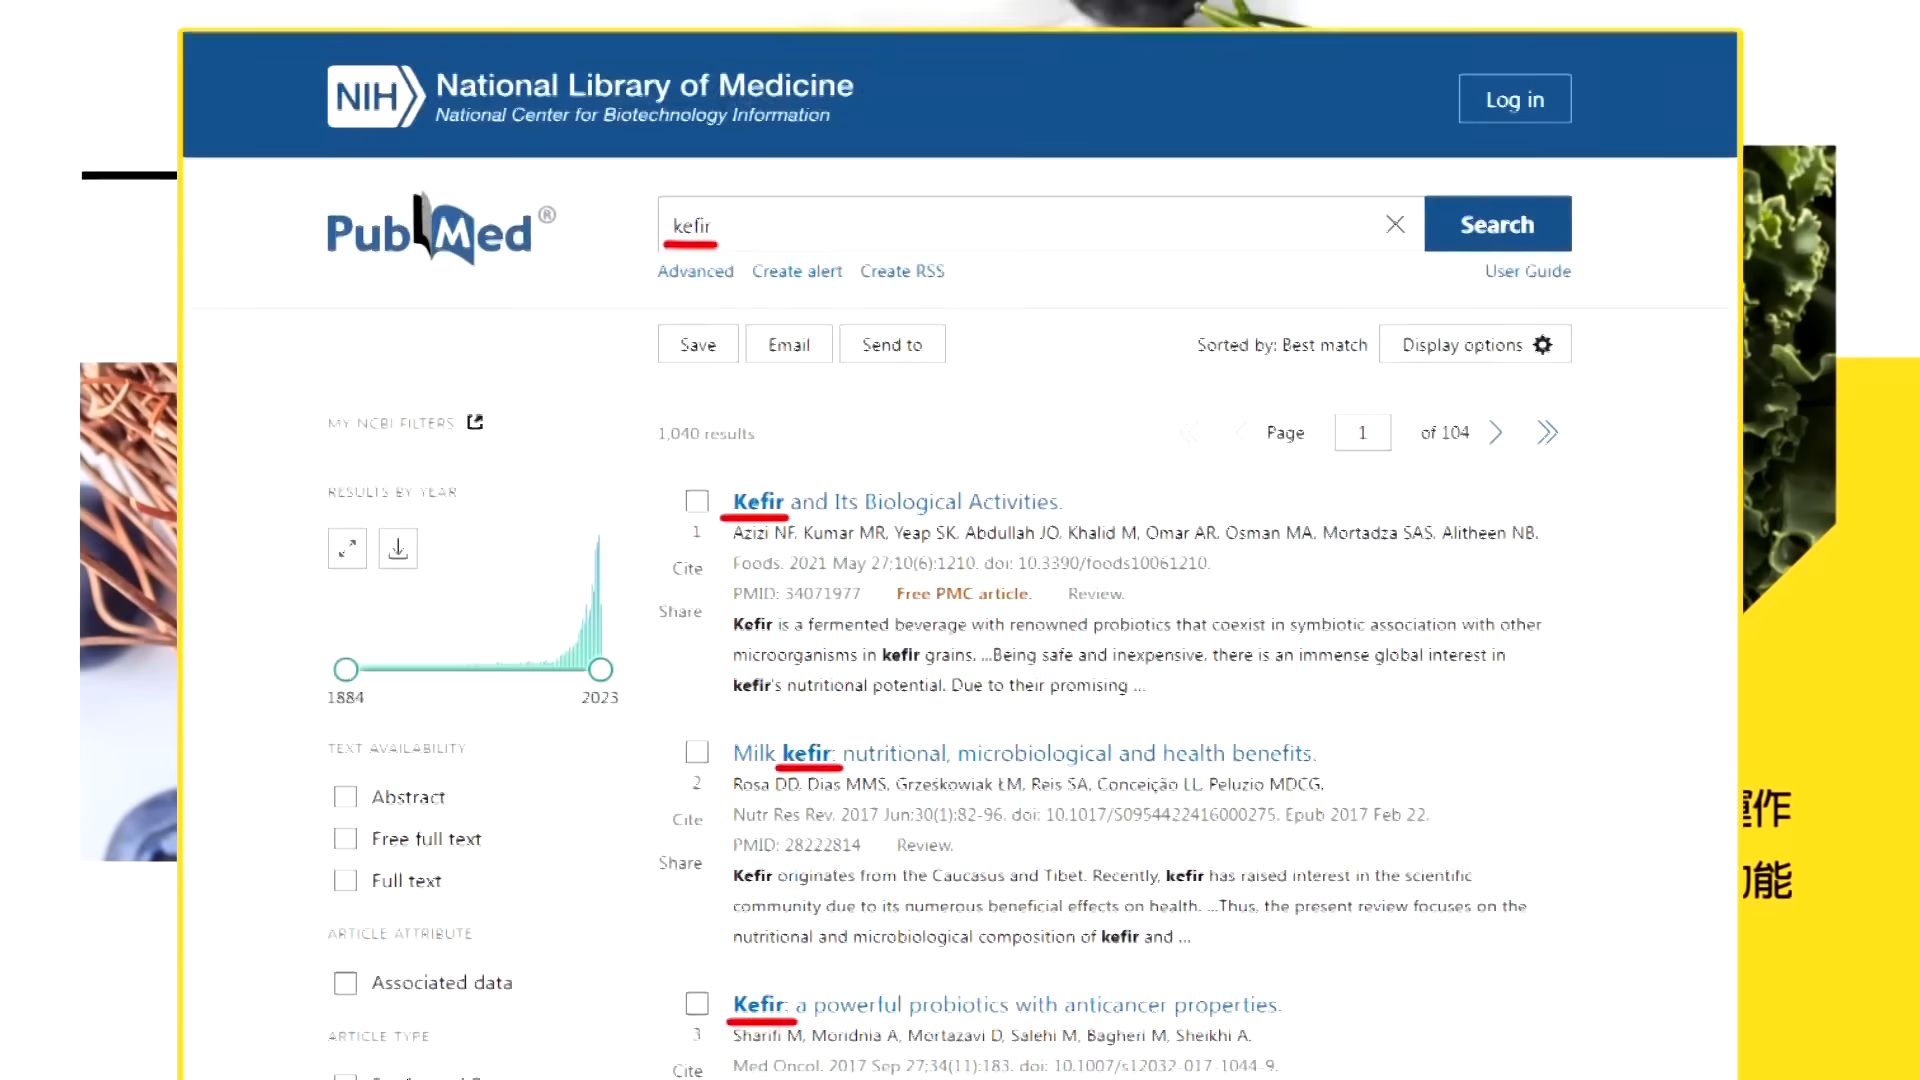 NIH National Library of Medicine
National Center for Biotechnology Information
Log in
PubMed®
kefir
Search
Advanced Create alert Create RSS
User Guide
Save Email Send to
Sorted by: Best match
Display options
MY NCBI FILTERS
1,040 results
Page 1 of 104
RESULTS BY YEAR
1884 2023
TEXT AVAILABILITY
Abstract
Free full text
Full text
ARTICLE ATTRIBUTE
Associated data
ARTICLE TYPE
Kefir and Its Biological Activities.
1
Azizi NF, Kumar MR, Yeap SK, Abdullah JO, Khalid M, Omar AR, Osman MA, Mortadza SAS, Alitheen NB.
Cite
Foods. 2021 May 27;10(6):1210. doi: 10.3390/foods10061210.
PMID: 34071977 Free PMC article. Review.
Share
Kefir is a fermented beverage with renowned probiotics that coexist in symbiotic association with other
microorganisms in kefir grains. ...Being safe and inexpensive, there is an immense global interest in
kefir's nutritional potential. Due to their promising ...
Milk kefir: nutritional, microbiological and health benefits.
2
Rosa DD, Dias MMS, Grześkowiak ŁM, Reis SA, Conceição LL, Peluzio MDCG.
Cite
Nutr Res Rev. 2017 Jun;30(1):82-96. doi: 10.1017/S0954422416000275. Epub 2017 Feb 22.
PMID: 28222814 Review.
Share
Kefir originates from the Caucasus and Tibet. Recently, kefir has raised interest in the scientific
community due to its numerous beneficial effects on health. ...Thus, the present review focuses on the
nutritional and microbiological composition of kefir and ...
Kefir: a powerful probiotics with anticancer properties.
3
Sharifi M, Moridnia A, Mortazavi D, Salehi M, Bagheri M, Sheikhi A.
Cite
Med Oncol. 2017 Sep 27;34(11):183. doi: 10.1007/s12032-017-1044-9.
作
能